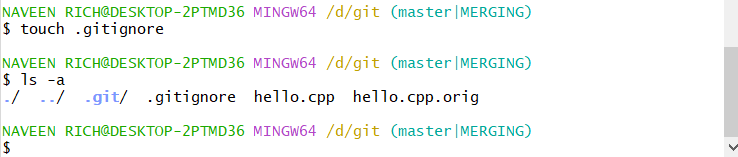 NAVEEN RICH@DESKTOP-2PTMD36 MINGW64 /d/git (master|MERGING)
$ touch .gitignore
NAVEEN RICH@DESKTOP-2PTMD36 MINGW64 /d/git (master|MERGING)
$ ls -a
./  ../  .git/  .gitignore  hello.cpp  hello.cpp.orig
NAVEEN RICH@DESKTOP-2PTMD36 MINGW64 /d/git (master|MERGING)
$